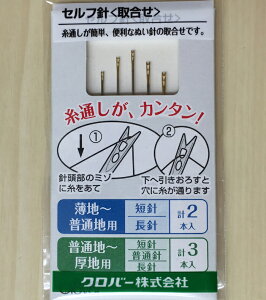 セルフ針〈取合せ〉
糸通しが簡単、便利なぬい針の取合せです。
糸通しが、カンタン!
① ②
針頭部のミゾに糸をあて
下へ引きおろすと穴に糸が通ります
薄地〜普通地用 短針 長針 計2本入
普通地〜厚地用 短針 普通針 長針 計3本入
クロバー株式会社